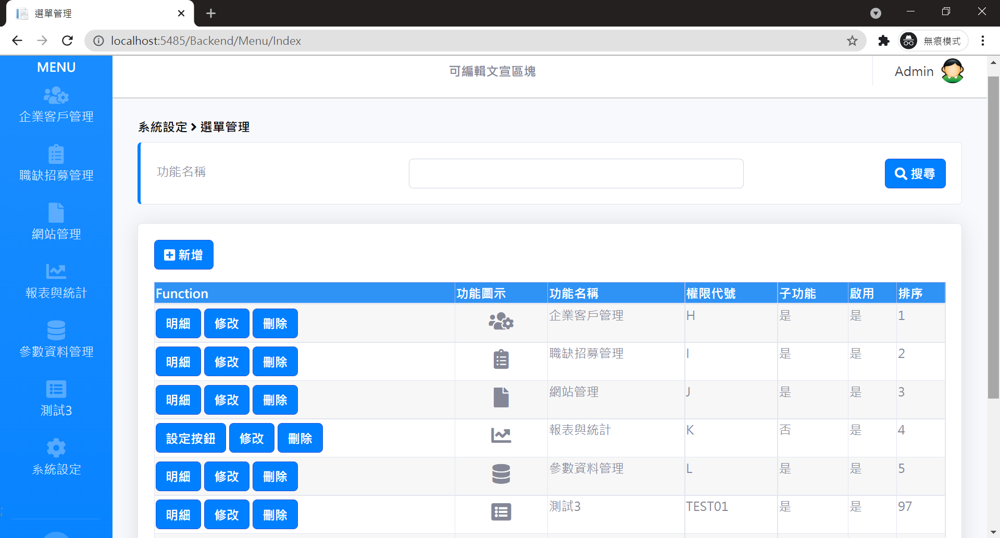 選單管理
localhost:5485/Backend/Menu/Index
無痕模式
MENU
企業客戶管理
職缺招募管理
網站管理
報表與統計
參數資料管理
測試3
系統設定
;
可編輯文宣區塊
Admin
系統設定 > 選單管理
功能名稱
搜尋
新增
Function 功能圖示 功能名稱 權限代號 子功能 啟用 排序
明細 修改 刪除 企業客戶管理 H 是 是 1
明細 修改 刪除 職缺招募管理 I 是 是 2
明細 修改 刪除 網站管理 J 是 是 3
設定按鈕 修改 刪除 報表與統計 K 否 是 4
明細 修改 刪除 參數資料管理 L 是 是 5
明細 修改 刪除 測試3 TEST01 是 是 97